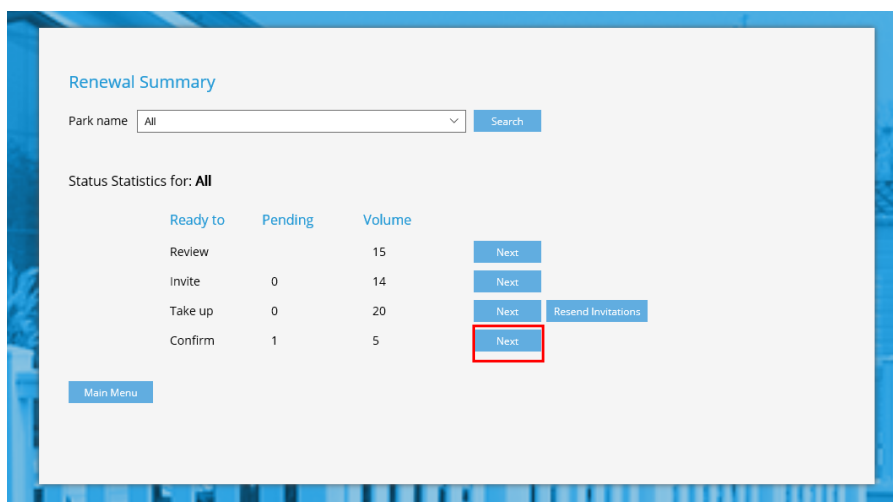 Renewal Summary
Park name All Search
Status Statistics for: All
Ready to Pending Volume
Review 15 Next
Invite 0 14 Next
Take up 0 20 Next Resend Invitations
Confirm 1 5 Next
Main Menu